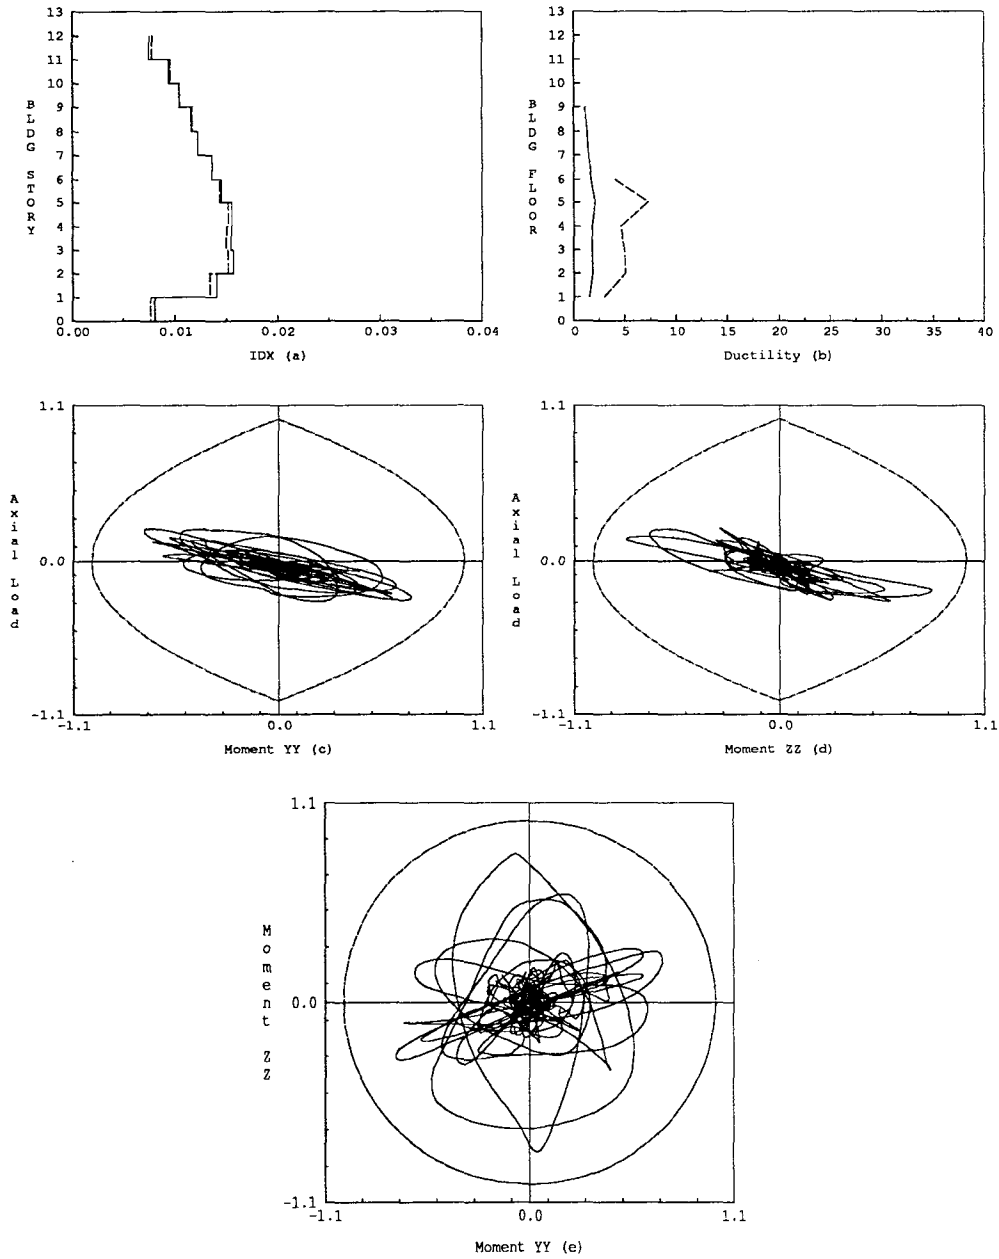 13
12
11
10
9
8
7
6
5
4
3
2
1
0
BLDG STORY
0.00 0.01 0.02 0.03 0.04
IDX (a)
13
12
11
10
9
8
7
6
5
4
3
2
1
0
BLDG FLOOR
0 5 10 15 20 25 30 35 40
Ductility (b)
1.1
0.0
-1.1
Axial Load
-1.1 0.0 1.1
Moment YY (c)
1.1
0.0
-1.1
Axial Load
-1.1 0.0 1.1
Moment ZZ (d)
1.1
0.0
-1.1
Moment ZZ
-1.1 0.0 1.1
Moment YY (e)